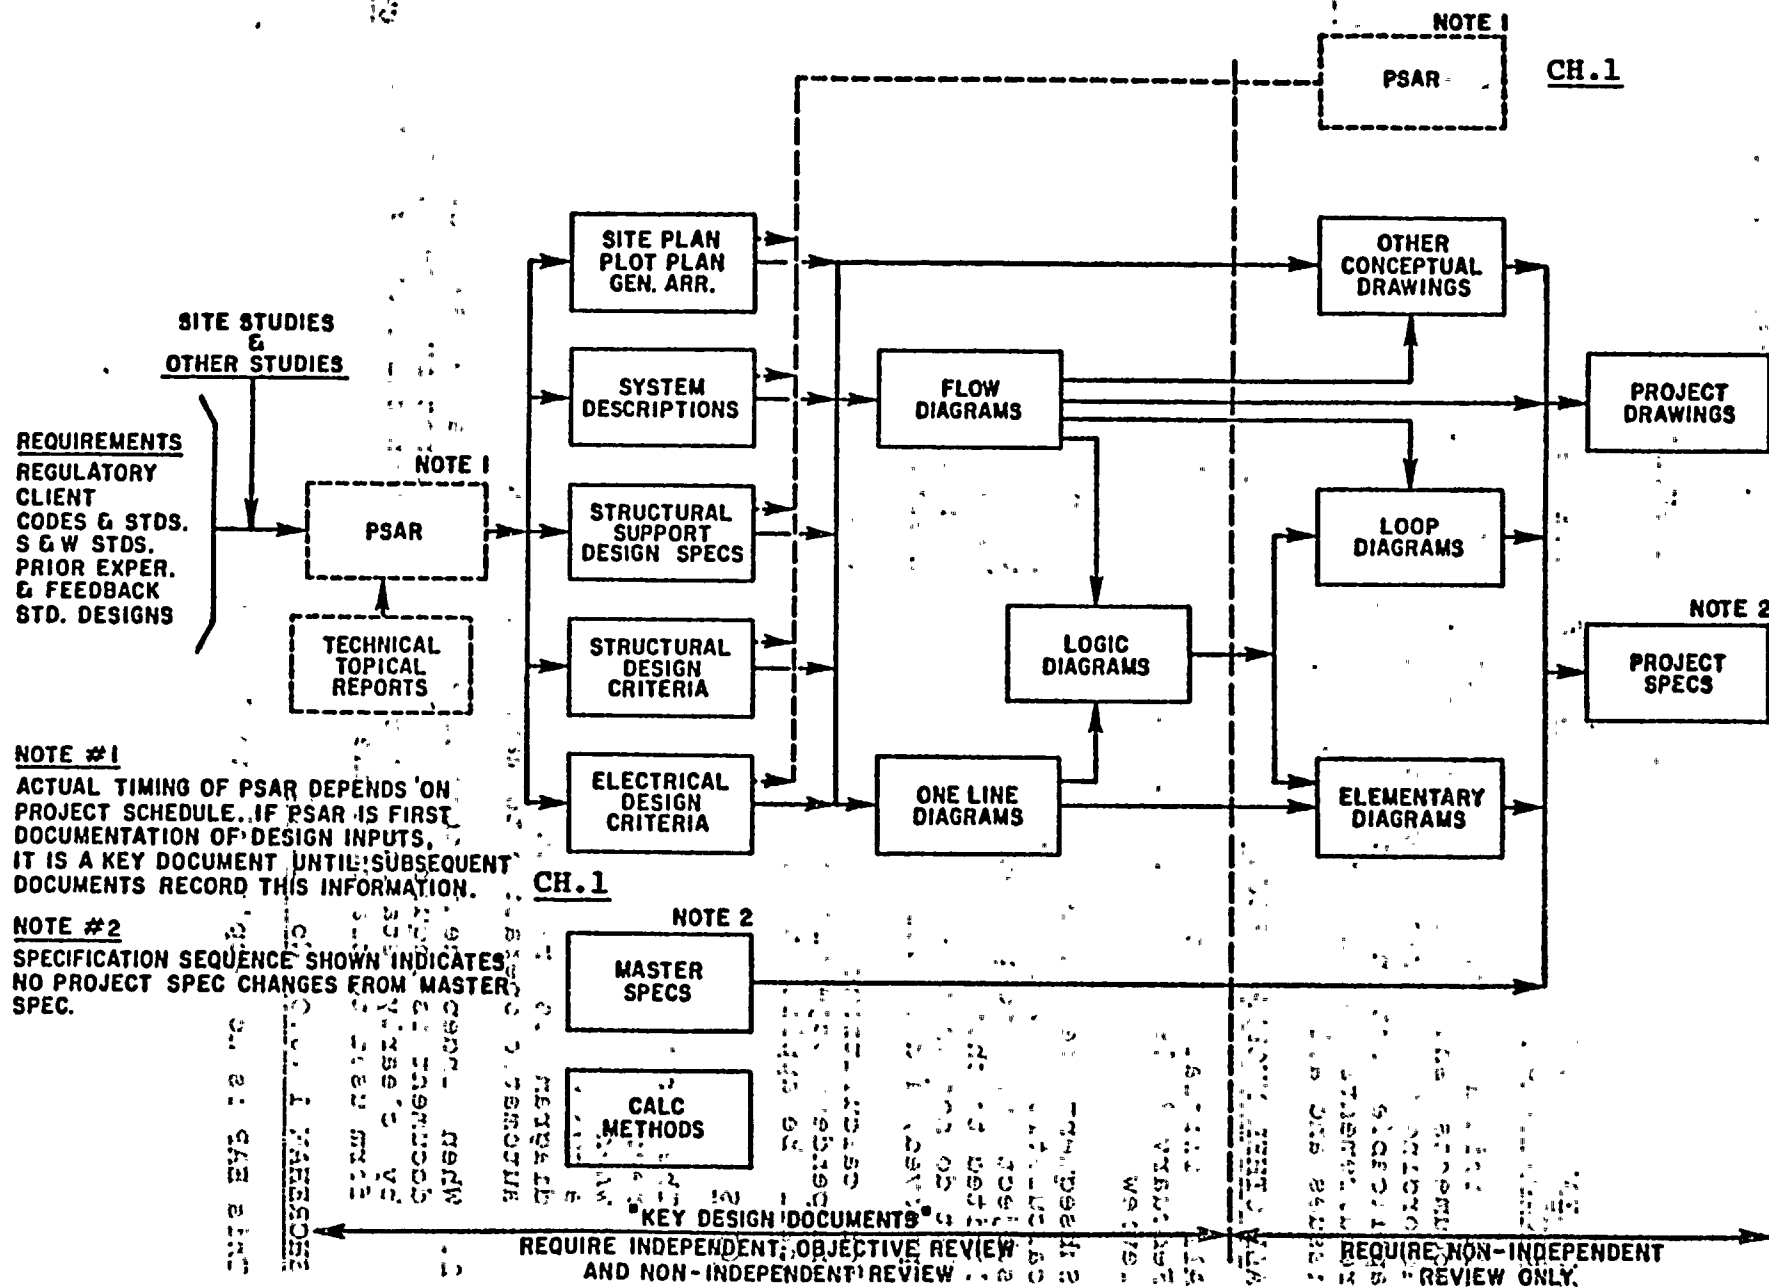 NOTE 1
PSAR
CH.1
SITE PLAN
PLOT PLAN
GEN. ARR.
OTHER
CONCEPTUAL
DRAWINGS
SITE STUDIES
&
OTHER STUDIES
SYSTEM
DESCRIPTIONS
FLOW
DIAGRAMS
PROJECT
DRAWINGS
REQUIREMENTS
REGULATORY
CLIENT
CODES & STDS.
S & W STDS.
PRIOR EXPER.
& FEEDBACK
STD. DESIGNS
NOTE 1
PSAR
STRUCTURAL
SUPPORT
DESIGN SPECS
LOOP
DIAGRAMS
TECHNICAL
TOPICAL
REPORTS
STRUCTURAL
DESIGN
CRITERIA
LOGIC
DIAGRAMS
NOTE 2
PROJECT
SPECS
ELECTRICAL
DESIGN
CRITERIA
ONE LINE
DIAGRAMS
ELEMENTARY
DIAGRAMS
NOTE #1
ACTUAL TIMING OF PSAR DEPENDS ON
PROJECT SCHEDULE. IF PSAR IS FIRST
DOCUMENTATION OF DESIGN INPUTS,
IT IS A KEY DOCUMENT UNTIL SUBSEQUENT
DOCUMENTS RECORD THIS INFORMATION.
CH.1
NOTE #2
SPECIFICATION SEQUENCE SHOWN INDICATES
NO PROJECT SPEC CHANGES FROM MASTER
SPEC.
NOTE 2
MASTER
SPECS
CALC
METHODS
"KEY DESIGN DOCUMENTS"
REQUIRE INDEPENDENT, OBJECTIVE REVIEW
AND NON-INDEPENDENT REVIEW
REQUIRE NON-INDEPENDENT
REVIEW ONLY.